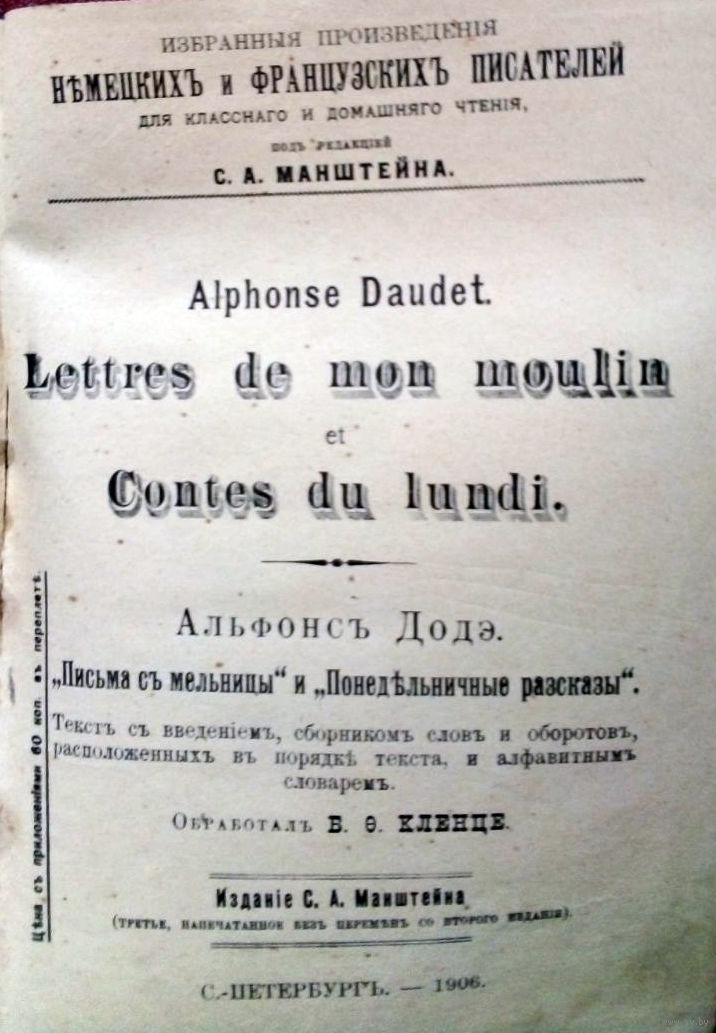 ИЗБРАННЫЯ ПРОИЗВЕДЕНІЯ
НѢМЕЦКИХЪ и ФРАНЦУЗСКИХЪ ПИСАТЕЛЕЙ
ДЛЯ КЛАССНАГО И ДОМАШНЯГО ЧТЕНІЯ,
ПОДЪ РЕДАКЦІЕЙ
С. А. МАНШТЕЙНА.
Alphonse Daudet.
Lettres de mon moulin
et
Contes du lundi.
Альфонсъ Додэ.
„Письма съ мельницы“ и „Понедѣльничные разсказы“.
Текстъ съ введеніемъ, сборникомъ словъ и оборотовъ,
расположенныхъ въ порядкѣ текста, и алфавитнымъ
словаремъ.
Обработалъ Б. Ѳ. КЛЕНЦЕ.
Изданіе С. А. Манштейна
(ТРЕТЬЕ, НАПЕЧАТАННОЕ БЕЗЪ ПЕРЕМѢНЪ СО ВТОРОГО ИЗДАНІЯ).
С.-ПЕТЕРБУРГЪ. — 1906.
Цѣна съ приложеніями 60 коп. въ переплетѣ.